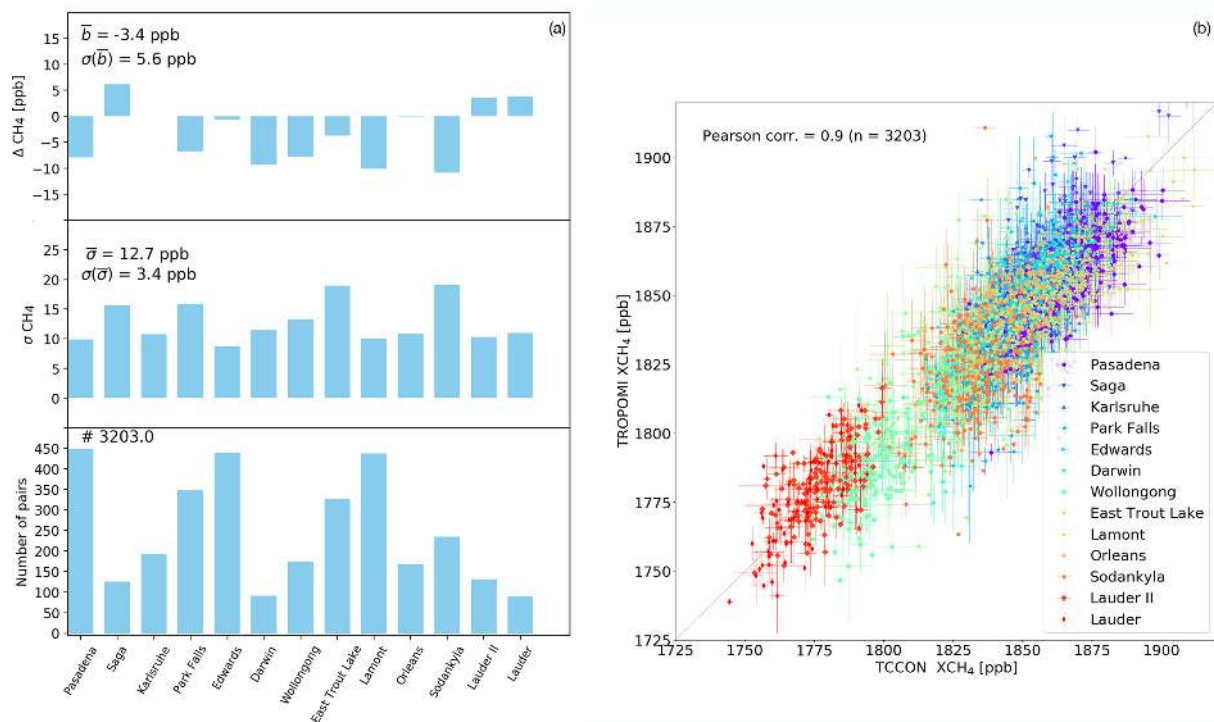 (a)
b̅ = -3.4 ppb
σ(b̅) = 5.6 ppb
Δ CH₄ [ppb]
15
10
5
0
−5
−10
−15
σ̅ = 12.7 ppb
σ(σ̅) = 3.4 ppb
σ CH₄
25
20
15
10
5
0
# 3203.0
Number of pairs
450
400
350
300
250
200
150
100
50
0
Pasadena
Saga
Karlsruhe
Park Falls
Edwards
Darwin
Wollongong
East Trout Lake
Lamont
Orleans
Sodankyla
Lauder II
Lauder
(b)
Pearson corr. = 0.9 (n = 3203)
TROPOMI XCH₄ [ppb]
1900
1875
1850
1825
1800
1775
1750
1725
Pasadena
Saga
Karlsruhe
Park Falls
Edwards
Darwin
Wollongong
East Trout Lake
Lamont
Orleans
Sodankyla
Lauder II
Lauder
1725 1750 1775 1800 1825 1850 1875 1900
TCCON XCH₄ [ppb]